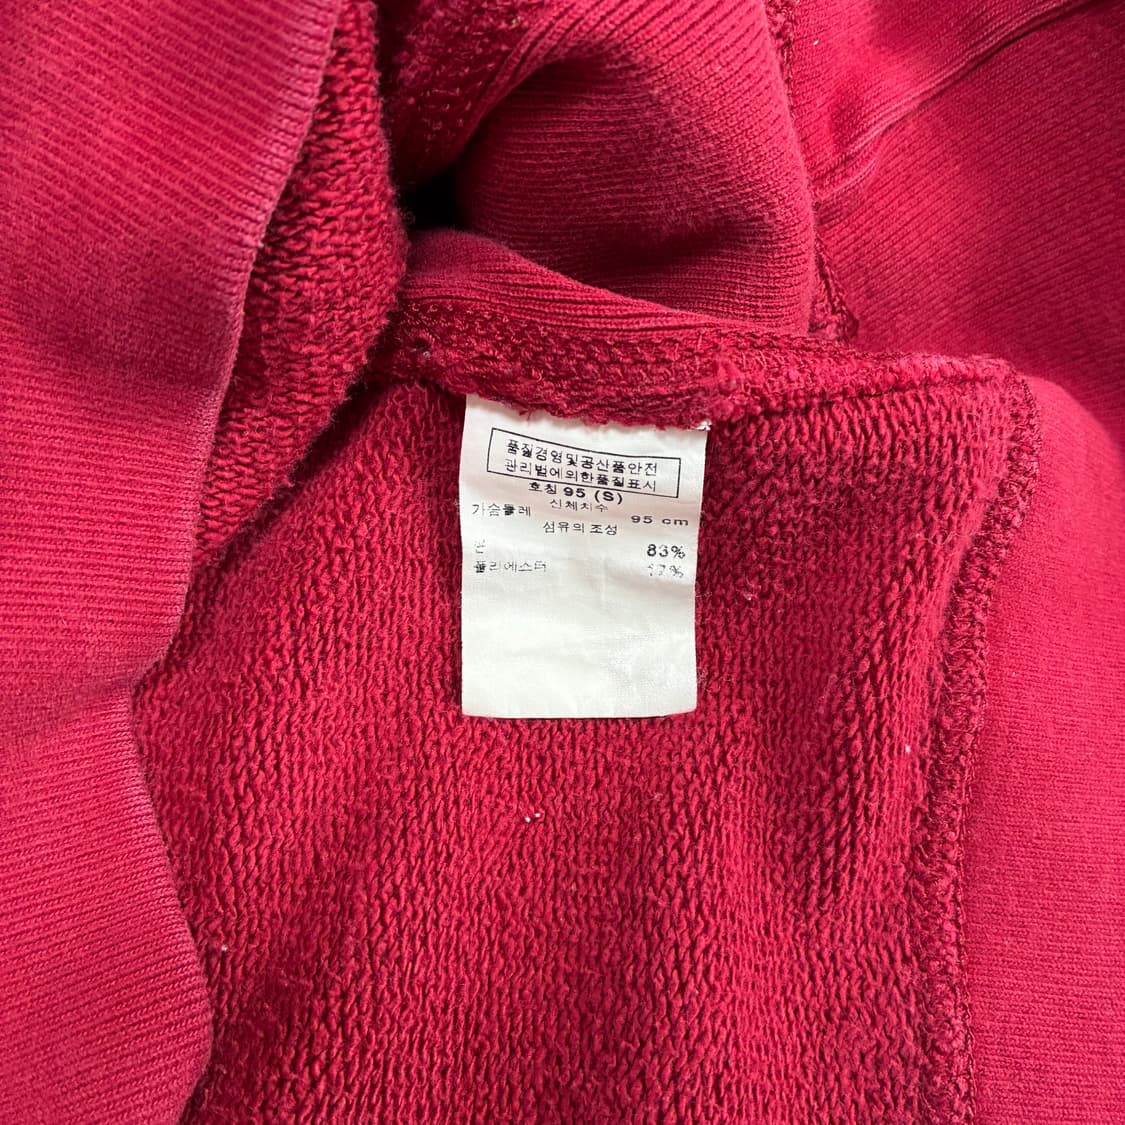 품질경영및공산품안전
관리법에의한품질표시
호칭 95 (S)
신체치수
가슴둘레 95 cm
섬유의 조성
면 83%
폴리에스터 17%